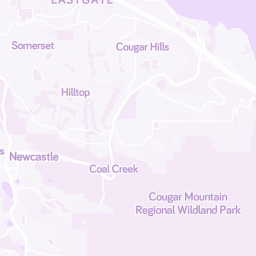 EASTGATE
Somerset
Cougar Hills
Hilltop
Newcastle
Coal Creek
Cougar Mountain
Regional Wildland Park